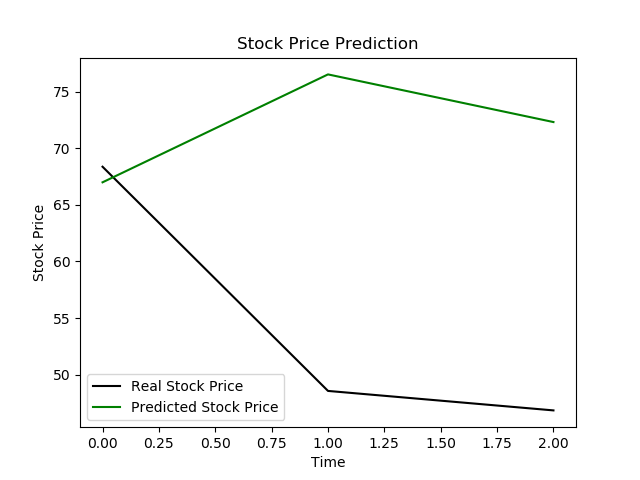 Stock Price Prediction
75
70
65
60
55
50
Stock Price
Real Stock Price
Predicted Stock Price
0.00 0.25 0.50 0.75 1.00 1.25 1.50 1.75 2.00
Time